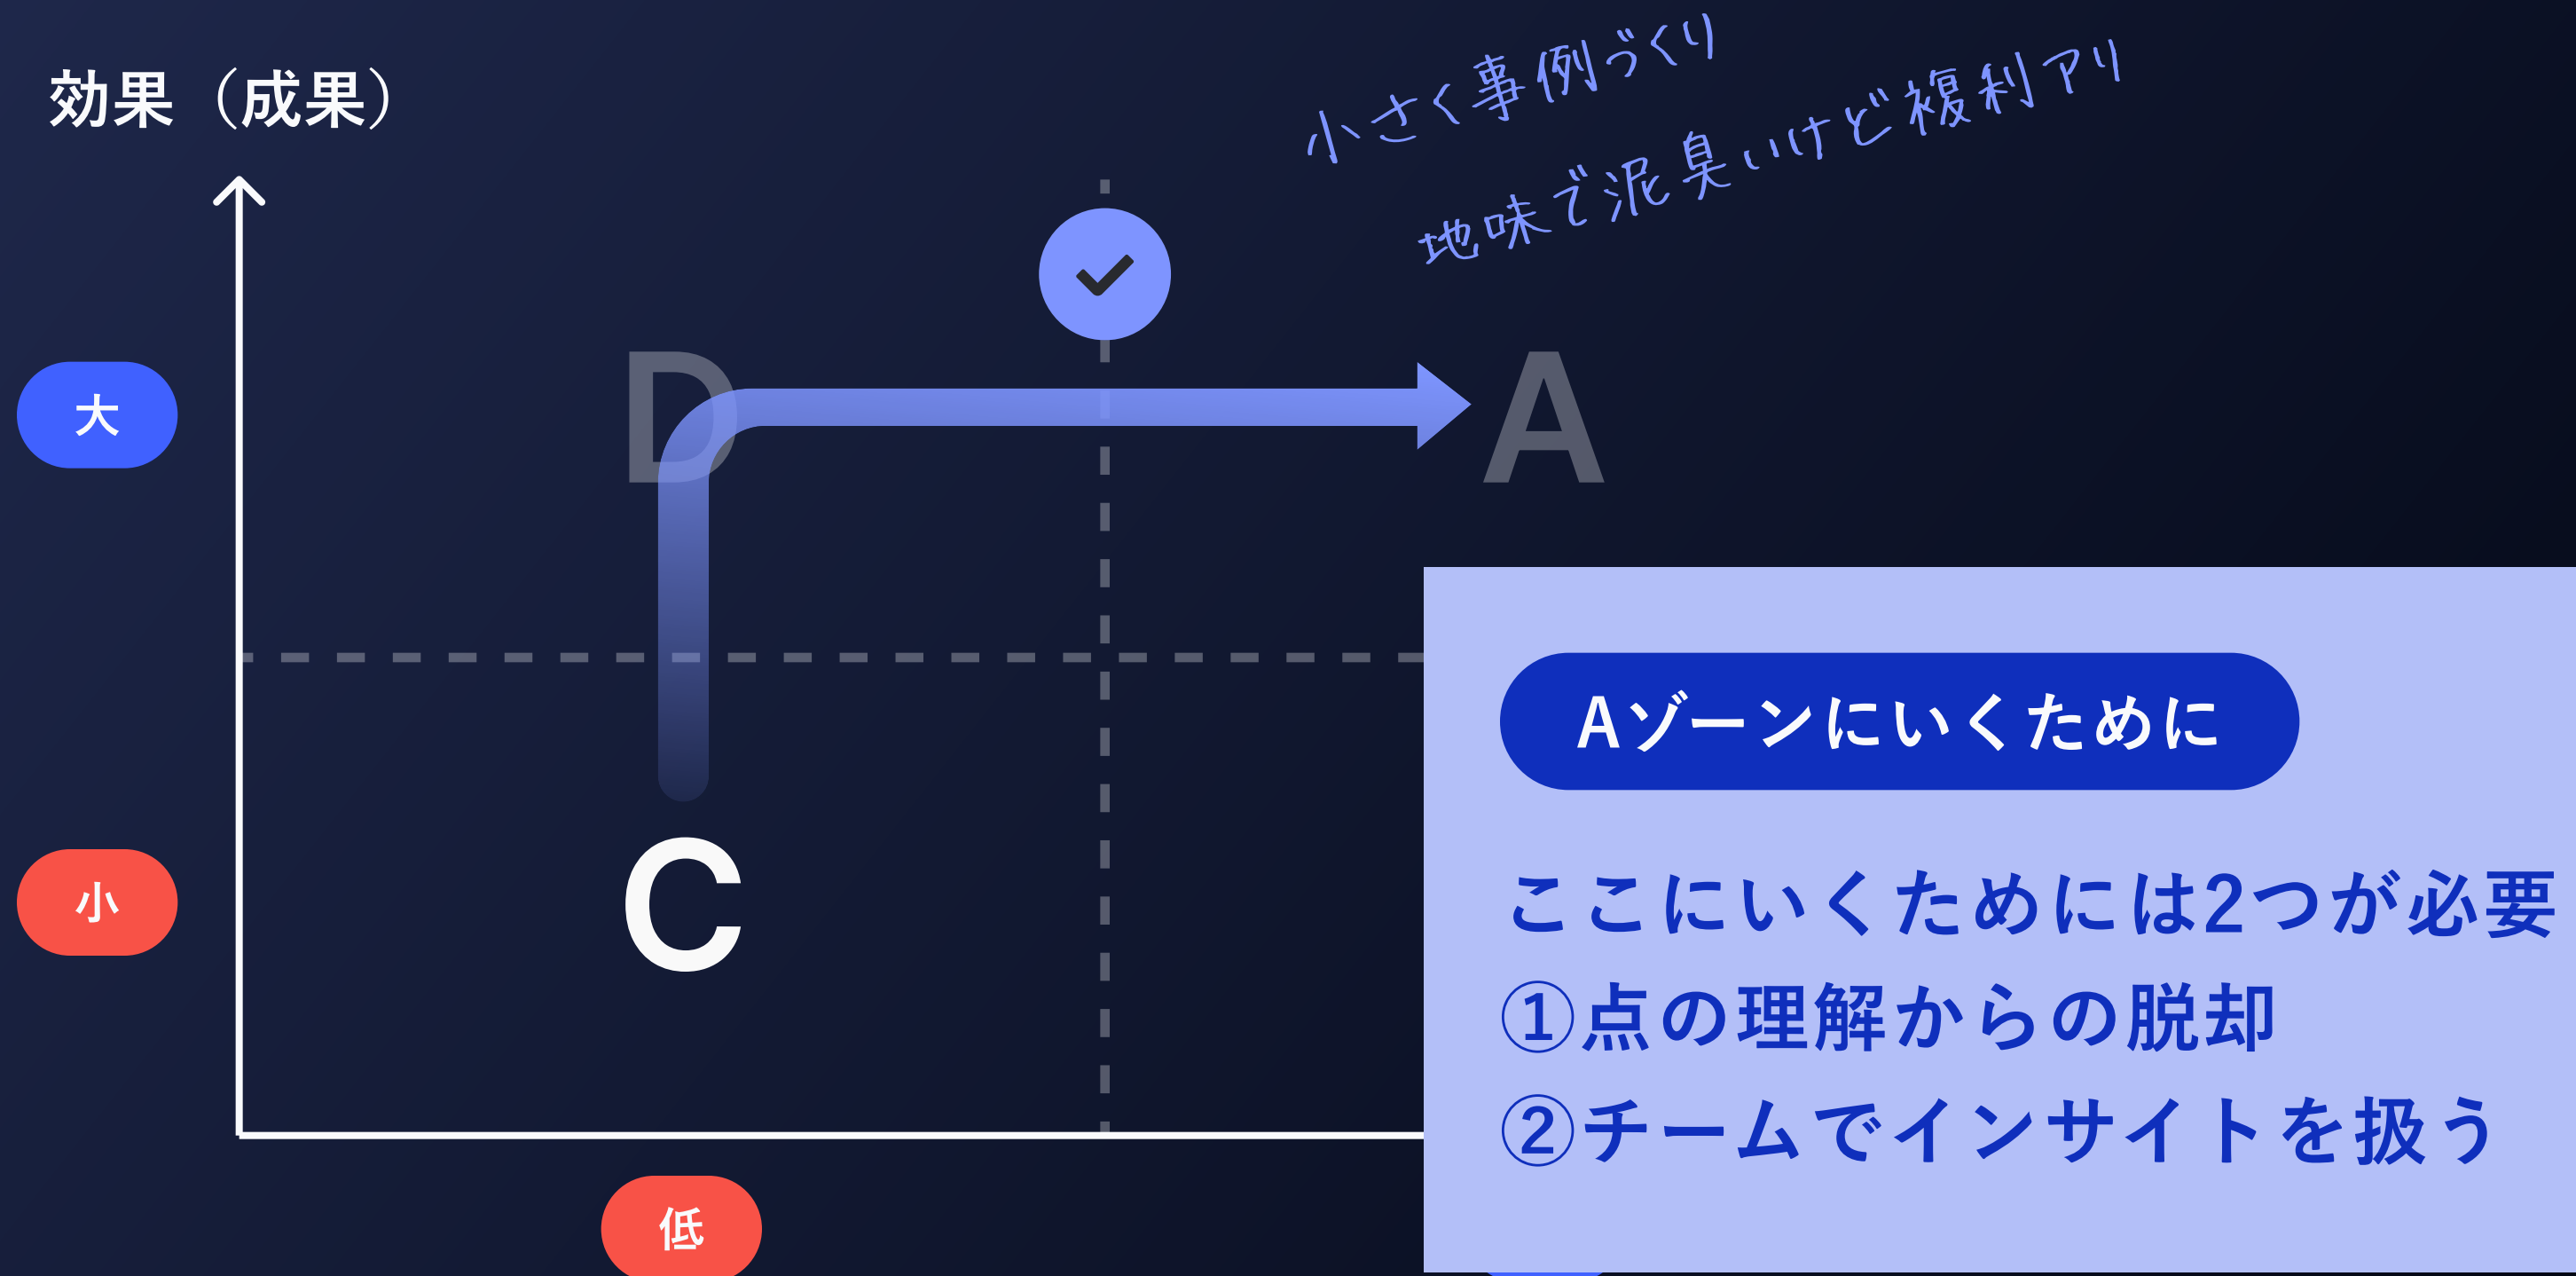 効果（成果）
小さく事例づくり
地味で泥臭いけど複利アリ
大
D
A
小
C
低
Aゾーンにいくために
ここにいくためには2つが必要
①点の理解からの脱却
②チームでインサイトを扱う